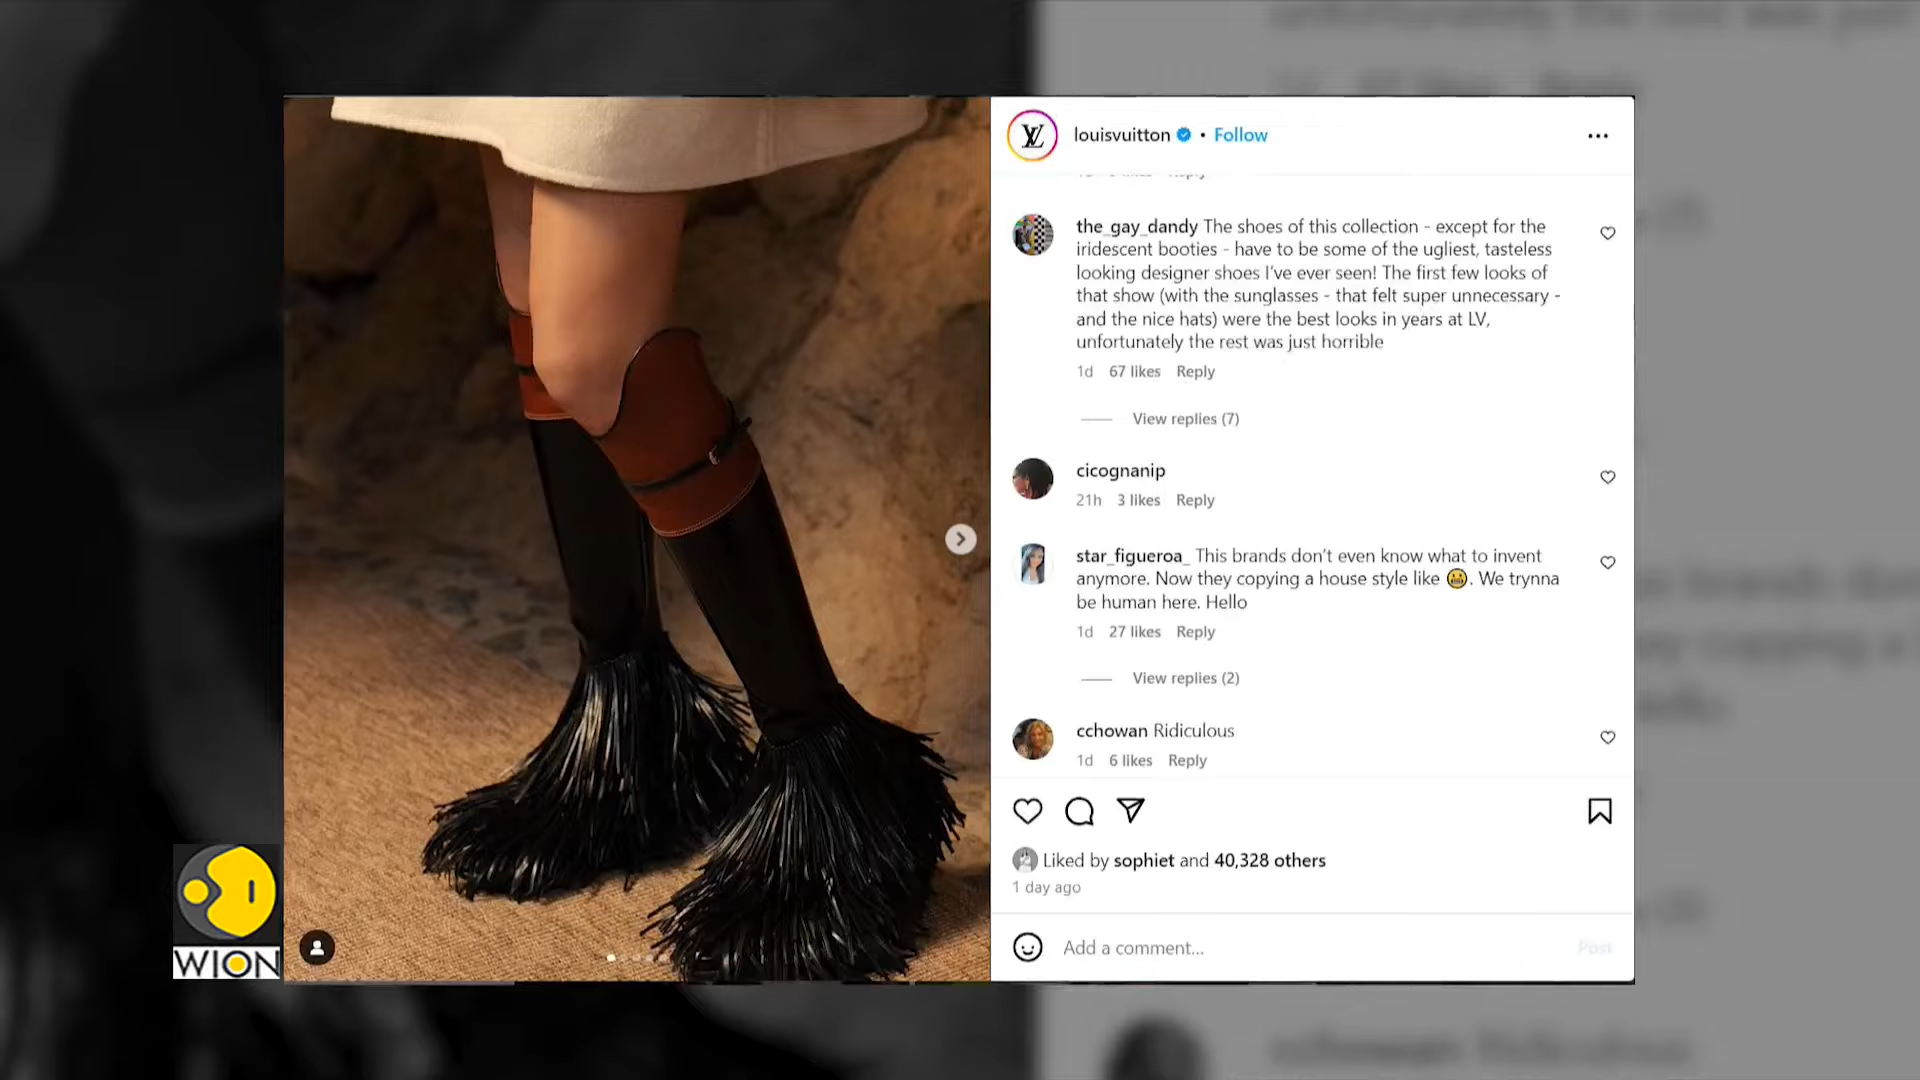 louisvuitton • Follow
the_gay_dandy The shoes of this collection - except for the
iridescent booties - have to be some of the ugliest, tasteless
looking designer shoes I've ever seen! The first few looks of
that show (with the sunglasses - that felt super unnecessary -
and the nice hats) were the best looks in years at LV,
unfortunately the rest was just horrible
1d 67 likes Reply
View replies (7)
cicognanip
21h 3 likes Reply
star_figueroa_ This brands don't even know what to invent
anymore. Now they copying a house style like 😬. We trynna
be human here. Hello
1d 27 likes Reply
View replies (2)
cchowan Ridiculous
1d 6 likes Reply
Liked by sophiet and 40,328 others
1 day ago
Add a comment...
Post
WION